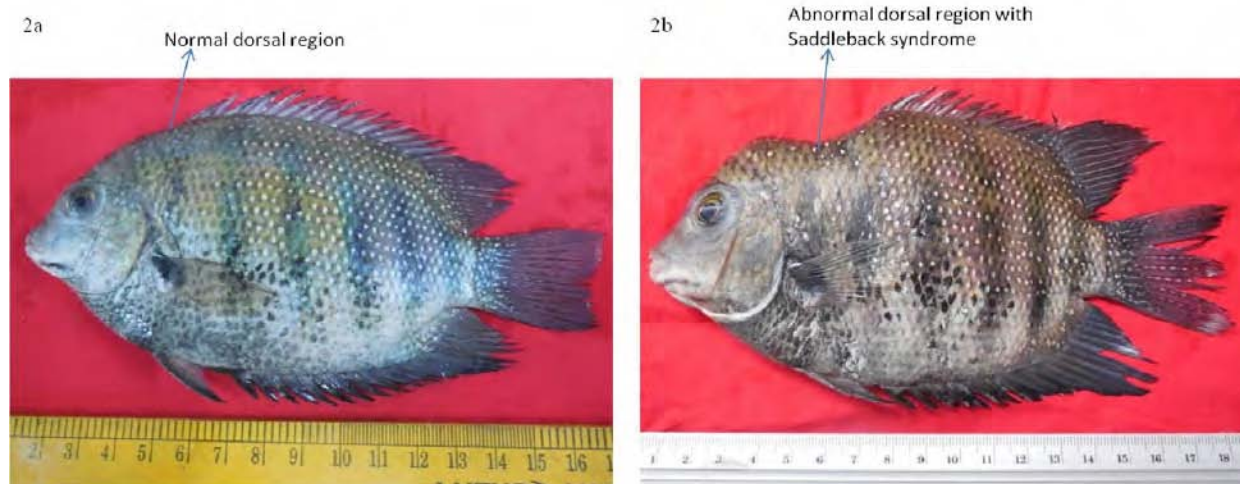 2a
Normal dorsal region
2b
Abnormal dorsal region with
Saddleback syndrome
2 3 4 5 6 7 8 9 10 11 12 13 14 15 16
1 2 3 4 5 6 7 8 9 10 11 12 13 14 15 16 17 18